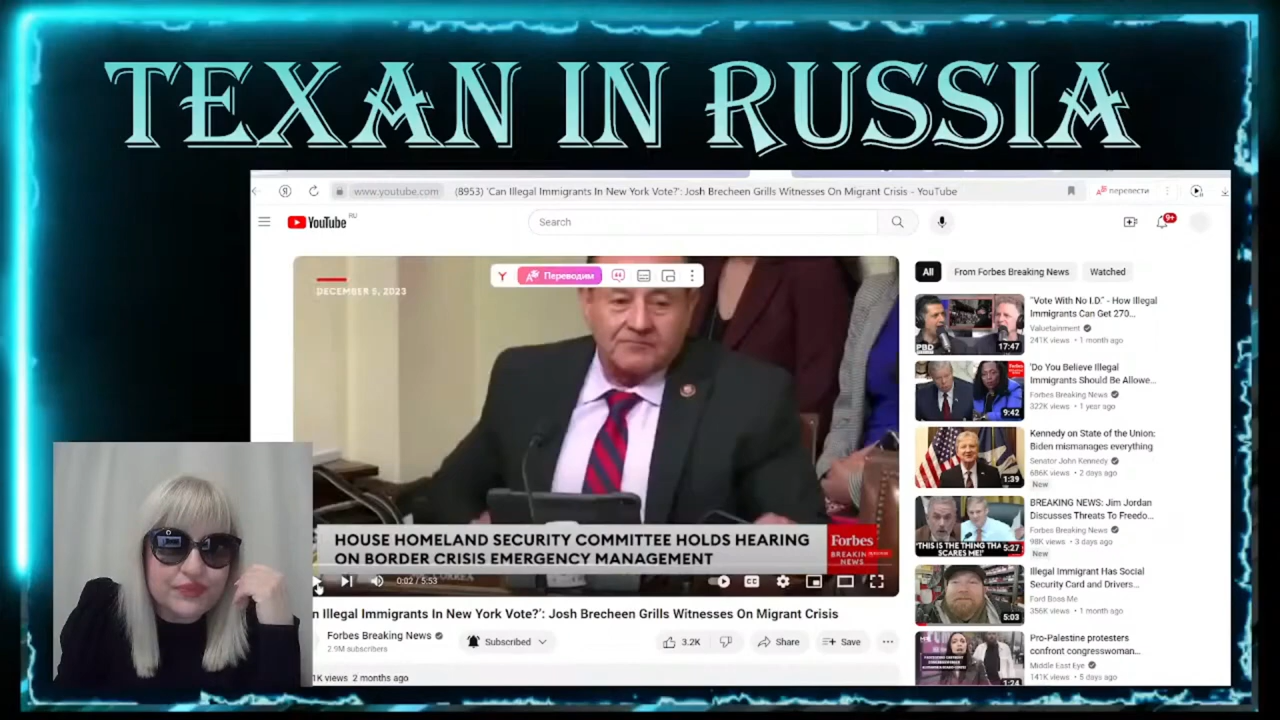 TEXAN IN RUSSIA
www.youtube.com (8953) 'Can Illegal Immigrants In New York Vote?': Josh Brecheen Grills Witnesses On Migrant Crisis - YouTube
перевести
YouTube RU
Search
9+
DECEMBER 5, 2023
Переводим
HOUSE HOMELAND SECURITY COMMITTEE HOLDS HEARING
N BORDER CRISIS EMERGENCY MANAGEMENT
Forbes
BREAKING
NEWS
0:02 / 5:53
n Illegal Immigrants In New York Vote?': Josh Brecheen Grills Witnesses On Migrant Crisis
Forbes Breaking News
2.9M subscribers
Subscribed
3.2K
Share
Save
1K views 2 months ago
All
From Forbes Breaking News
Watched
PBD
17:47
"Vote With No I.D." - How Illegal
Immigrants Can Get 270...
Valuetainment
241K views • 1 month ago
9:42
'Do You Believe Illegal
Immigrants Should Be Allowe...
Forbes Breaking News
322K views • 1 year ago
1:39
Kennedy on State of the Union:
Biden mismanages everything
Senator John Kennedy
686K views • 2 days ago
New
"THIS IS THE THING THA
SCARES ME!"
5:27
BREAKING NEWS: Jim Jordan
Discusses Threats To Freedo...
Forbes Breaking News
98K views • 3 days ago
New
5:03
Illegal Immigrant Has Social
Security Card and Drivers...
Ford Boss Me
356K views • 1 month ago
1:24
Pro-Palestine protesters
confront congresswoman...
Middle East Eye
141K views • 5 days ago